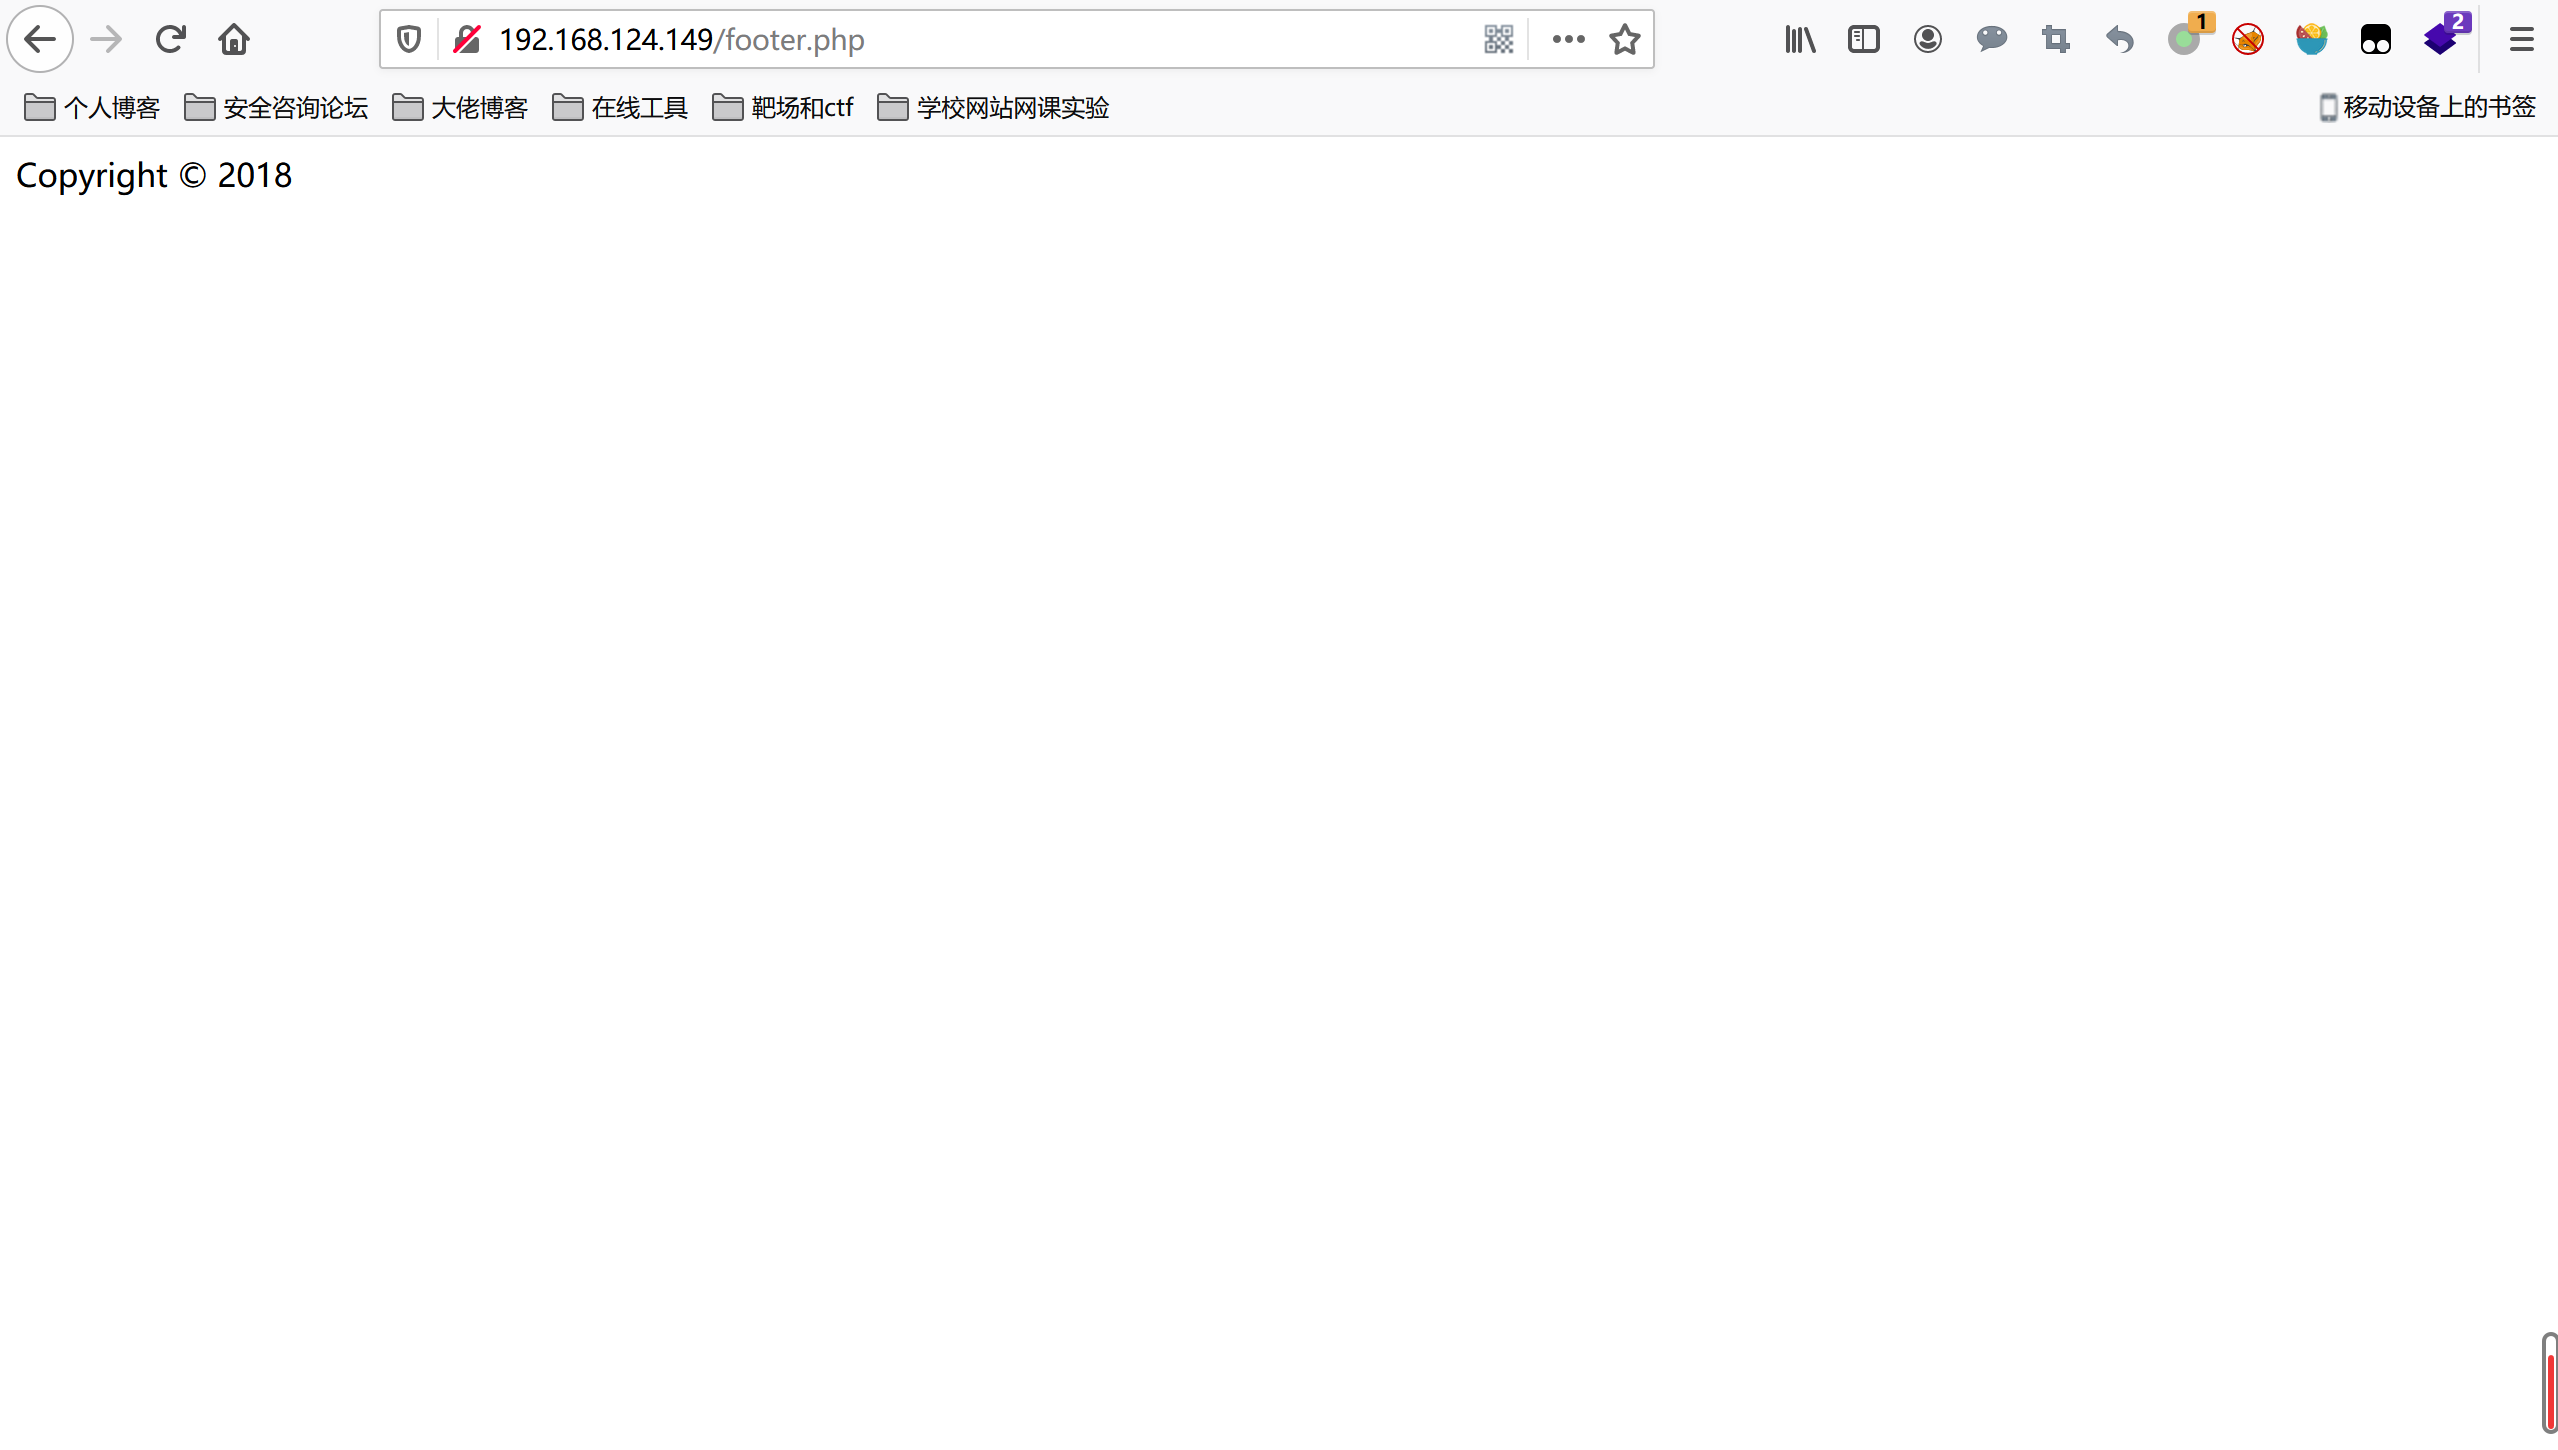 192.168.124.149/footer.php
1
2
个人博客 安全咨询论坛 大佬博客 在线工具 靶场和ctf 学校网站网课实验 移动设备上的书签
Copyright © 2018